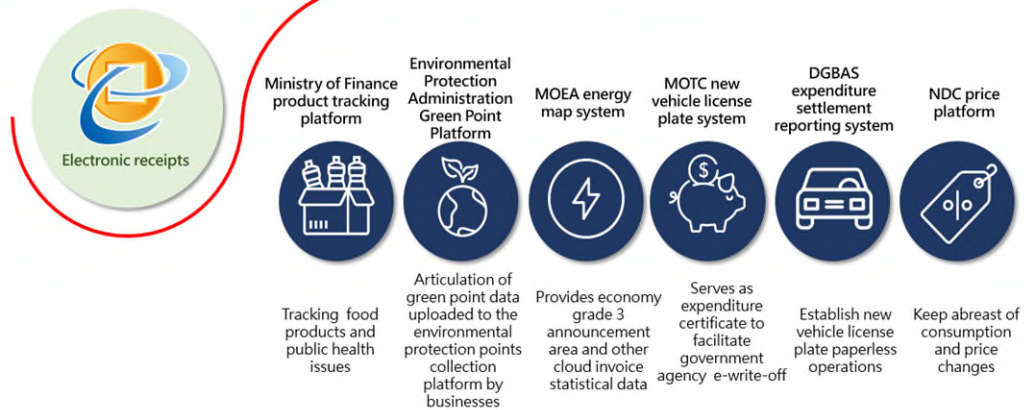 Electronic receipts
Ministry of Finance
product tracking
platform
Environmental
Protection
Administration
Green Point
Platform
MOEA energy
map system
MOTC new
vehicle license
plate system
DGBAS
expenditure
settlement
reporting system
NDC price
platform
Tracking food
products and
public health
issues
Articulation of
green point data
uploaded to the
environmental
protection points
collection
platform by
businesses
Provides economy
grade 3
announcement
area and other
cloud invoice
statistical data
Serves as
expenditure
certificate to
facilitate
government
agency e-write-off
Establish new
vehicle license
plate paperless
operations
Keep abreast of
consumption
and price
changes